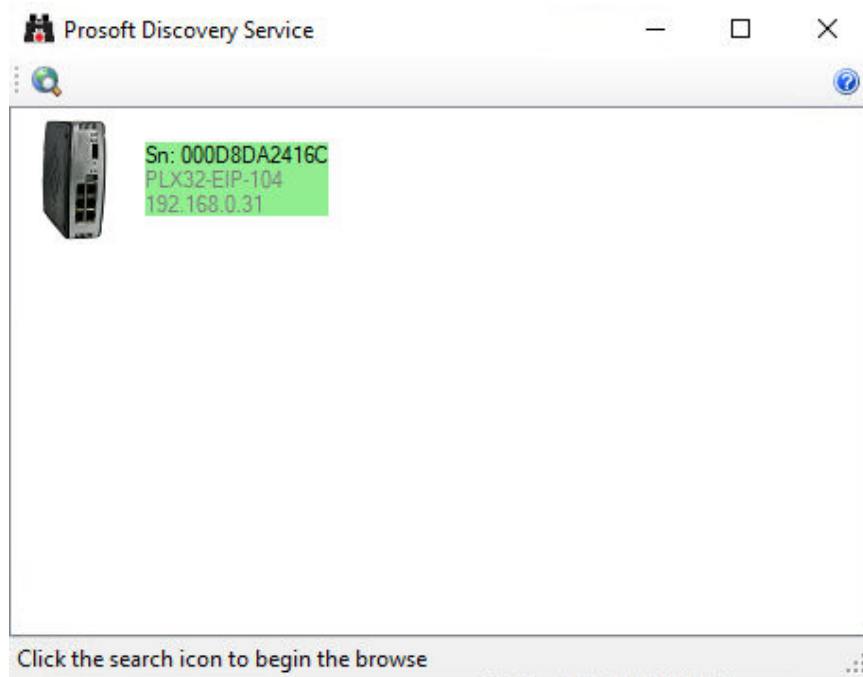 Prosoft Discovery Service
Sn: 000D8DA2416C
PLX32-EIP-104
192.168.0.31
Click the search icon to begin the browse